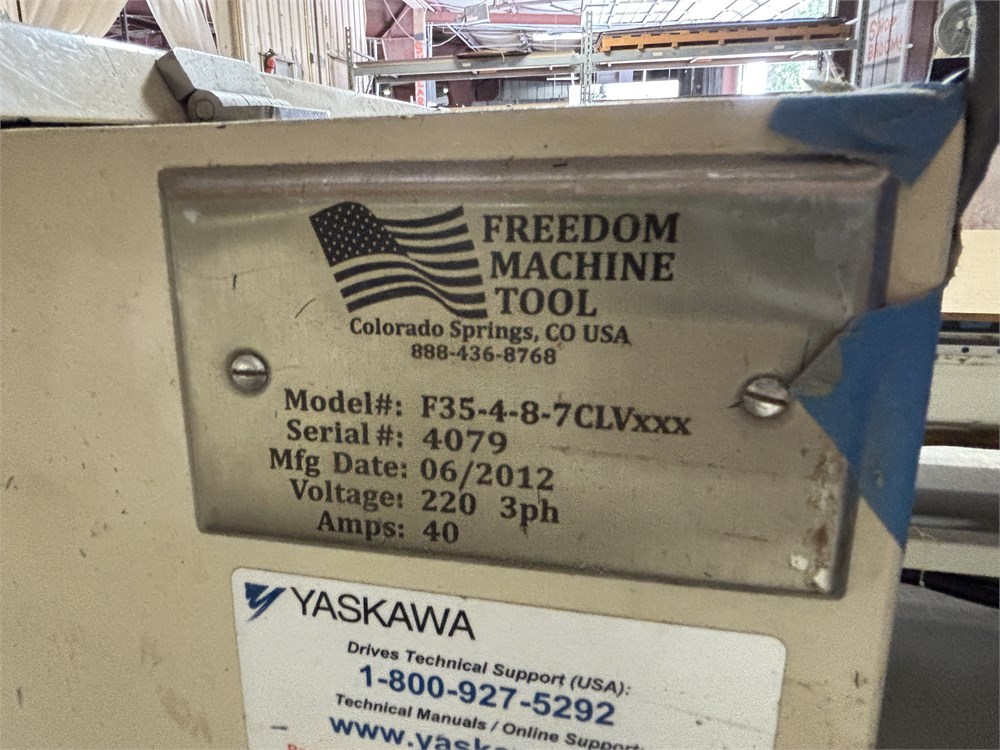 FREEDOM
MACHINE
TOOL
Colorado Springs, CO USA
888-436-8768
Model#: F35-4-8-7CLVxxx
Serial#: 4079
Mfg Date: 06/2012
Voltage: 220 3ph
Amps: 40
YASKAWA
Drives Technical Support (USA):
1-800-927-5292
Technical Manuals / Online Support: